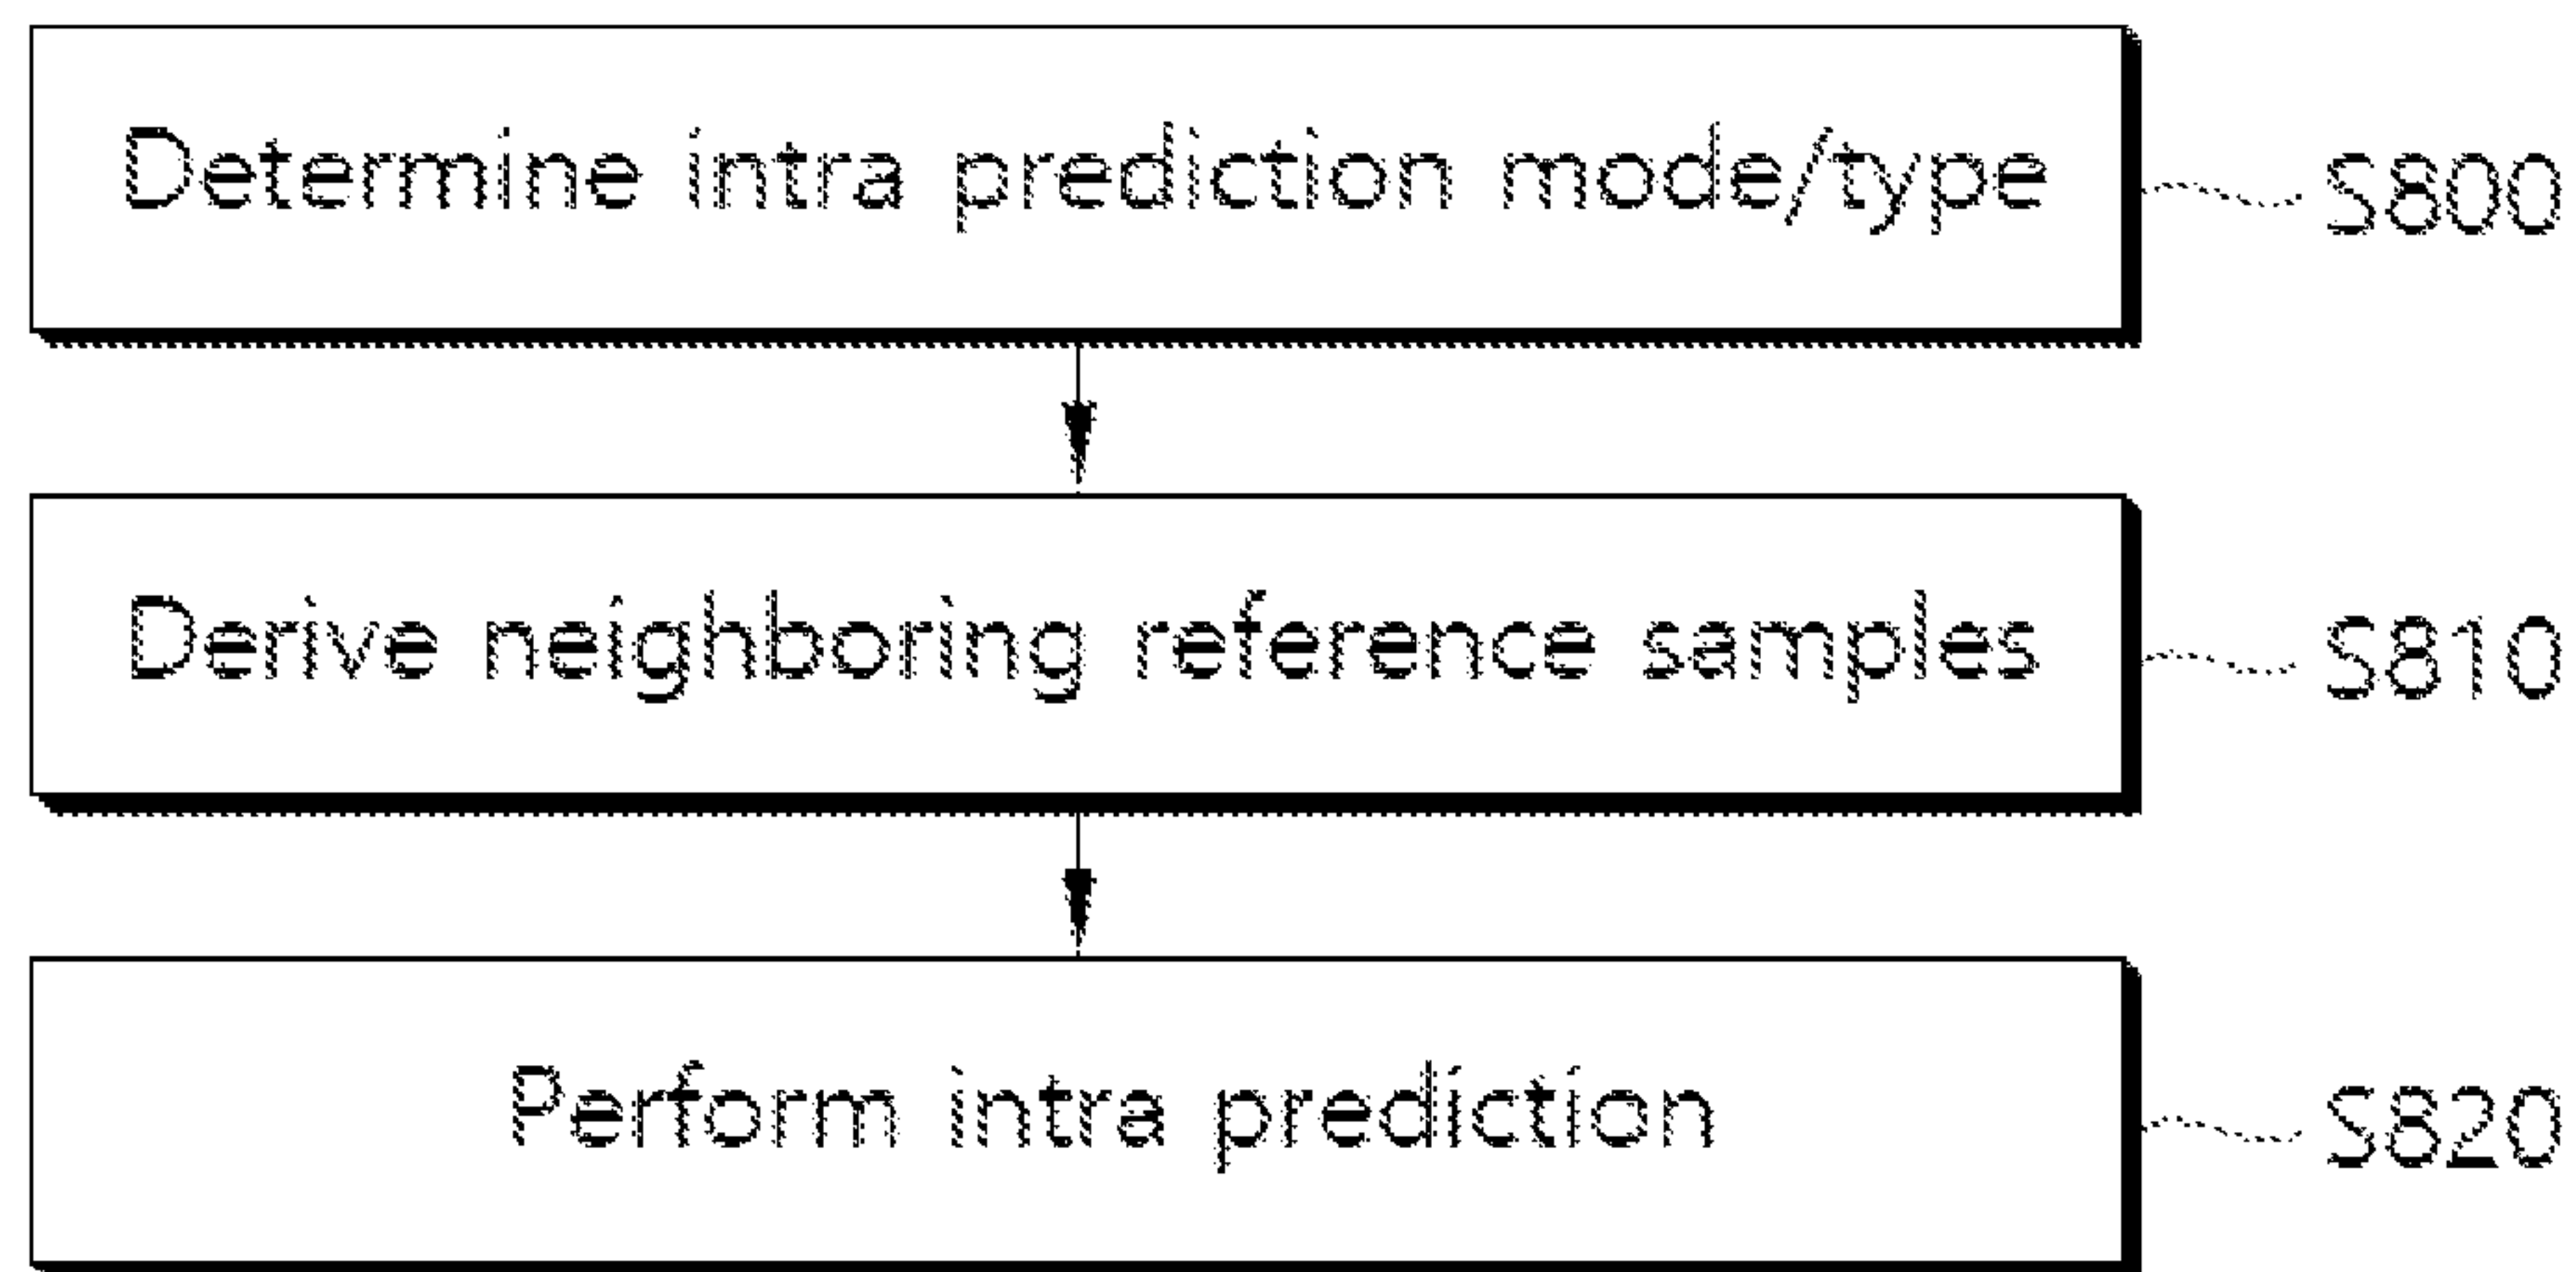 Determine intra prediction mode/type S800
Derive neighboring reference samples S810
Perform intra prediction S820